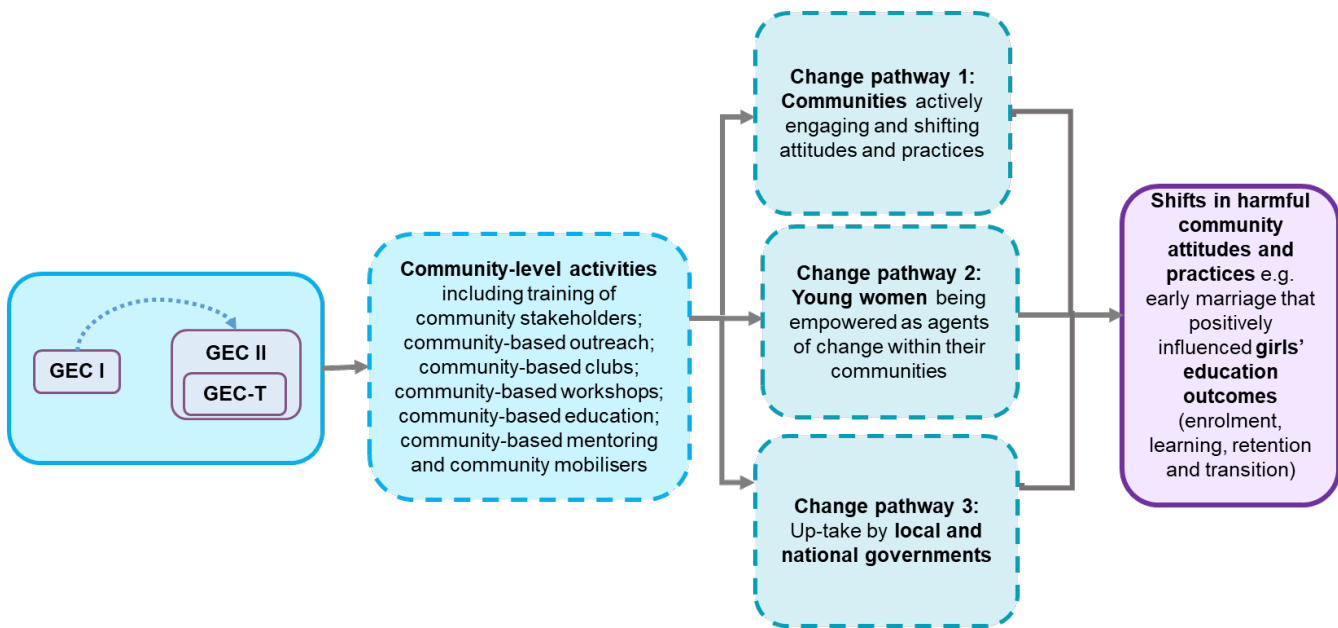 GEC I
GEC II
GEC-T
Community-level activities
including training of
community stakeholders;
community-based outreach;
community-based clubs;
community-based workshops;
community-based education;
community-based mentoring
and community mobilisers
Change pathway 1:
Communities actively
engaging and shifting
attitudes and practices
Change pathway 2:
Young women being
empowered as agents
of change within their
communities
Change pathway 3:
Up-take by local and
national governments
Shifts in harmful
community
attitudes and
practices e.g.
early marriage that
positively
influenced girls’
education
outcomes
(enrolment,
learning, retention
and transition)